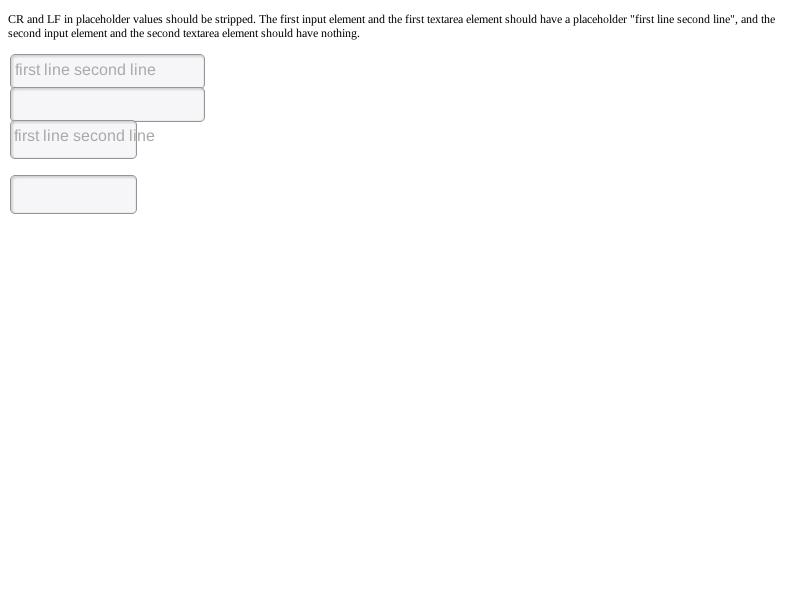 CR and LF in placeholder values should be stripped. The first input element and the first textarea element should have a placeholder "first line second line", and the
second input element and the second textarea element should have nothing.
first line second line
first line second line